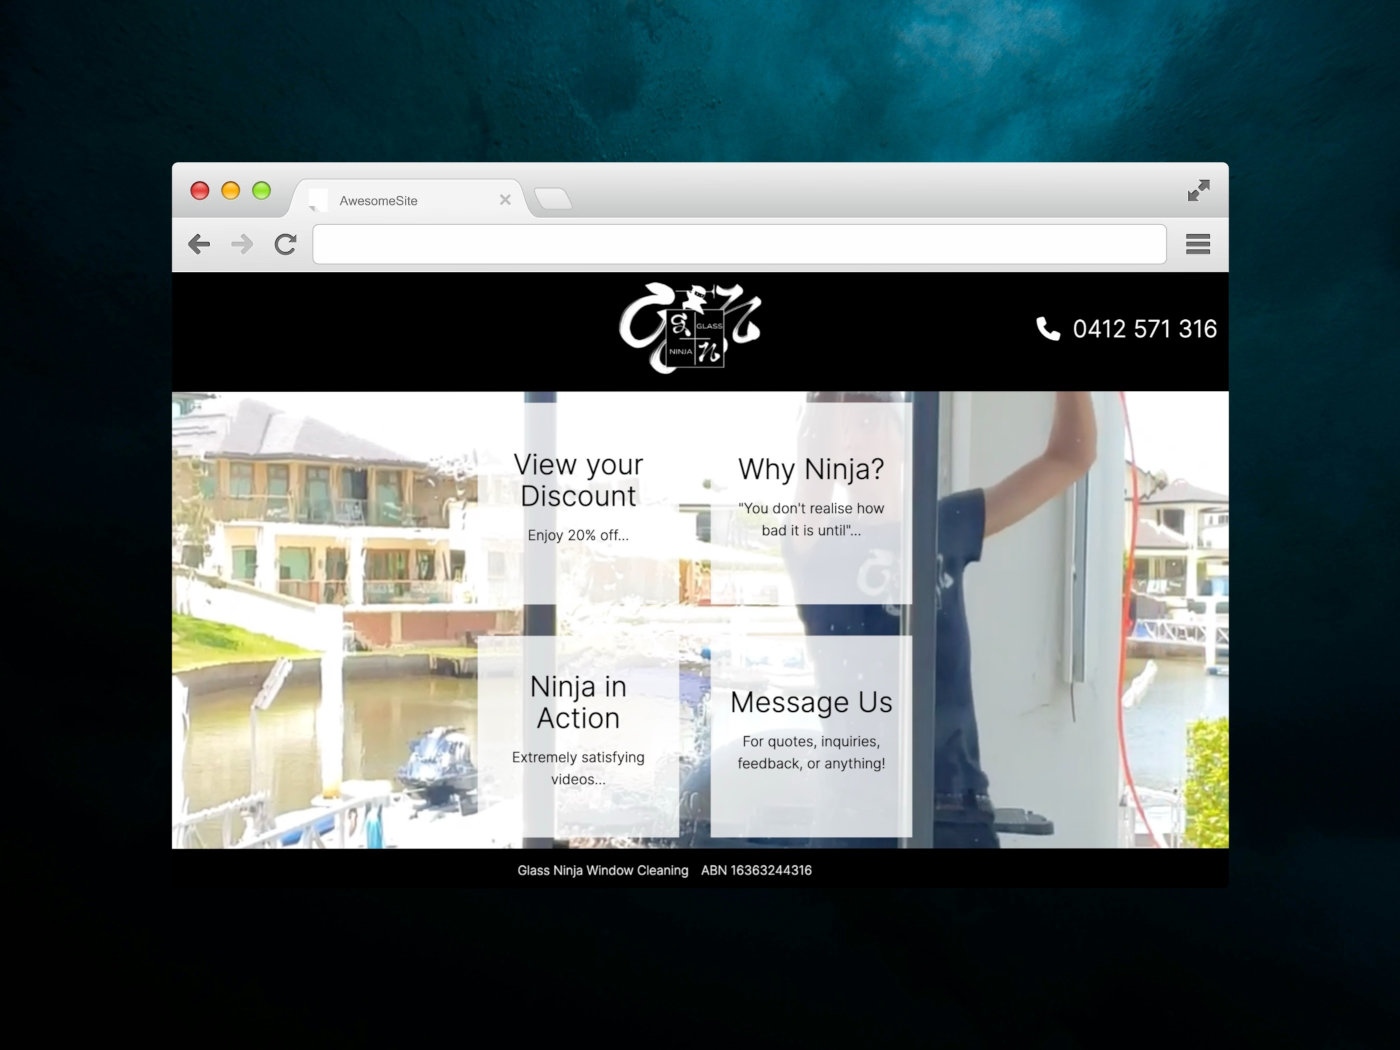 AwesomeSite
GLASS
NINJA
0412 571 316
View your
Discount
Enjoy 20% off...
Why Ninja?
"You don't realise how
bad it is until"...
Ninja in
Action
Extremely satisfying
videos...
Message Us
For quotes, inquiries,
feedback, or anything!
Glass Ninja Window Cleaning ABN 16363244316